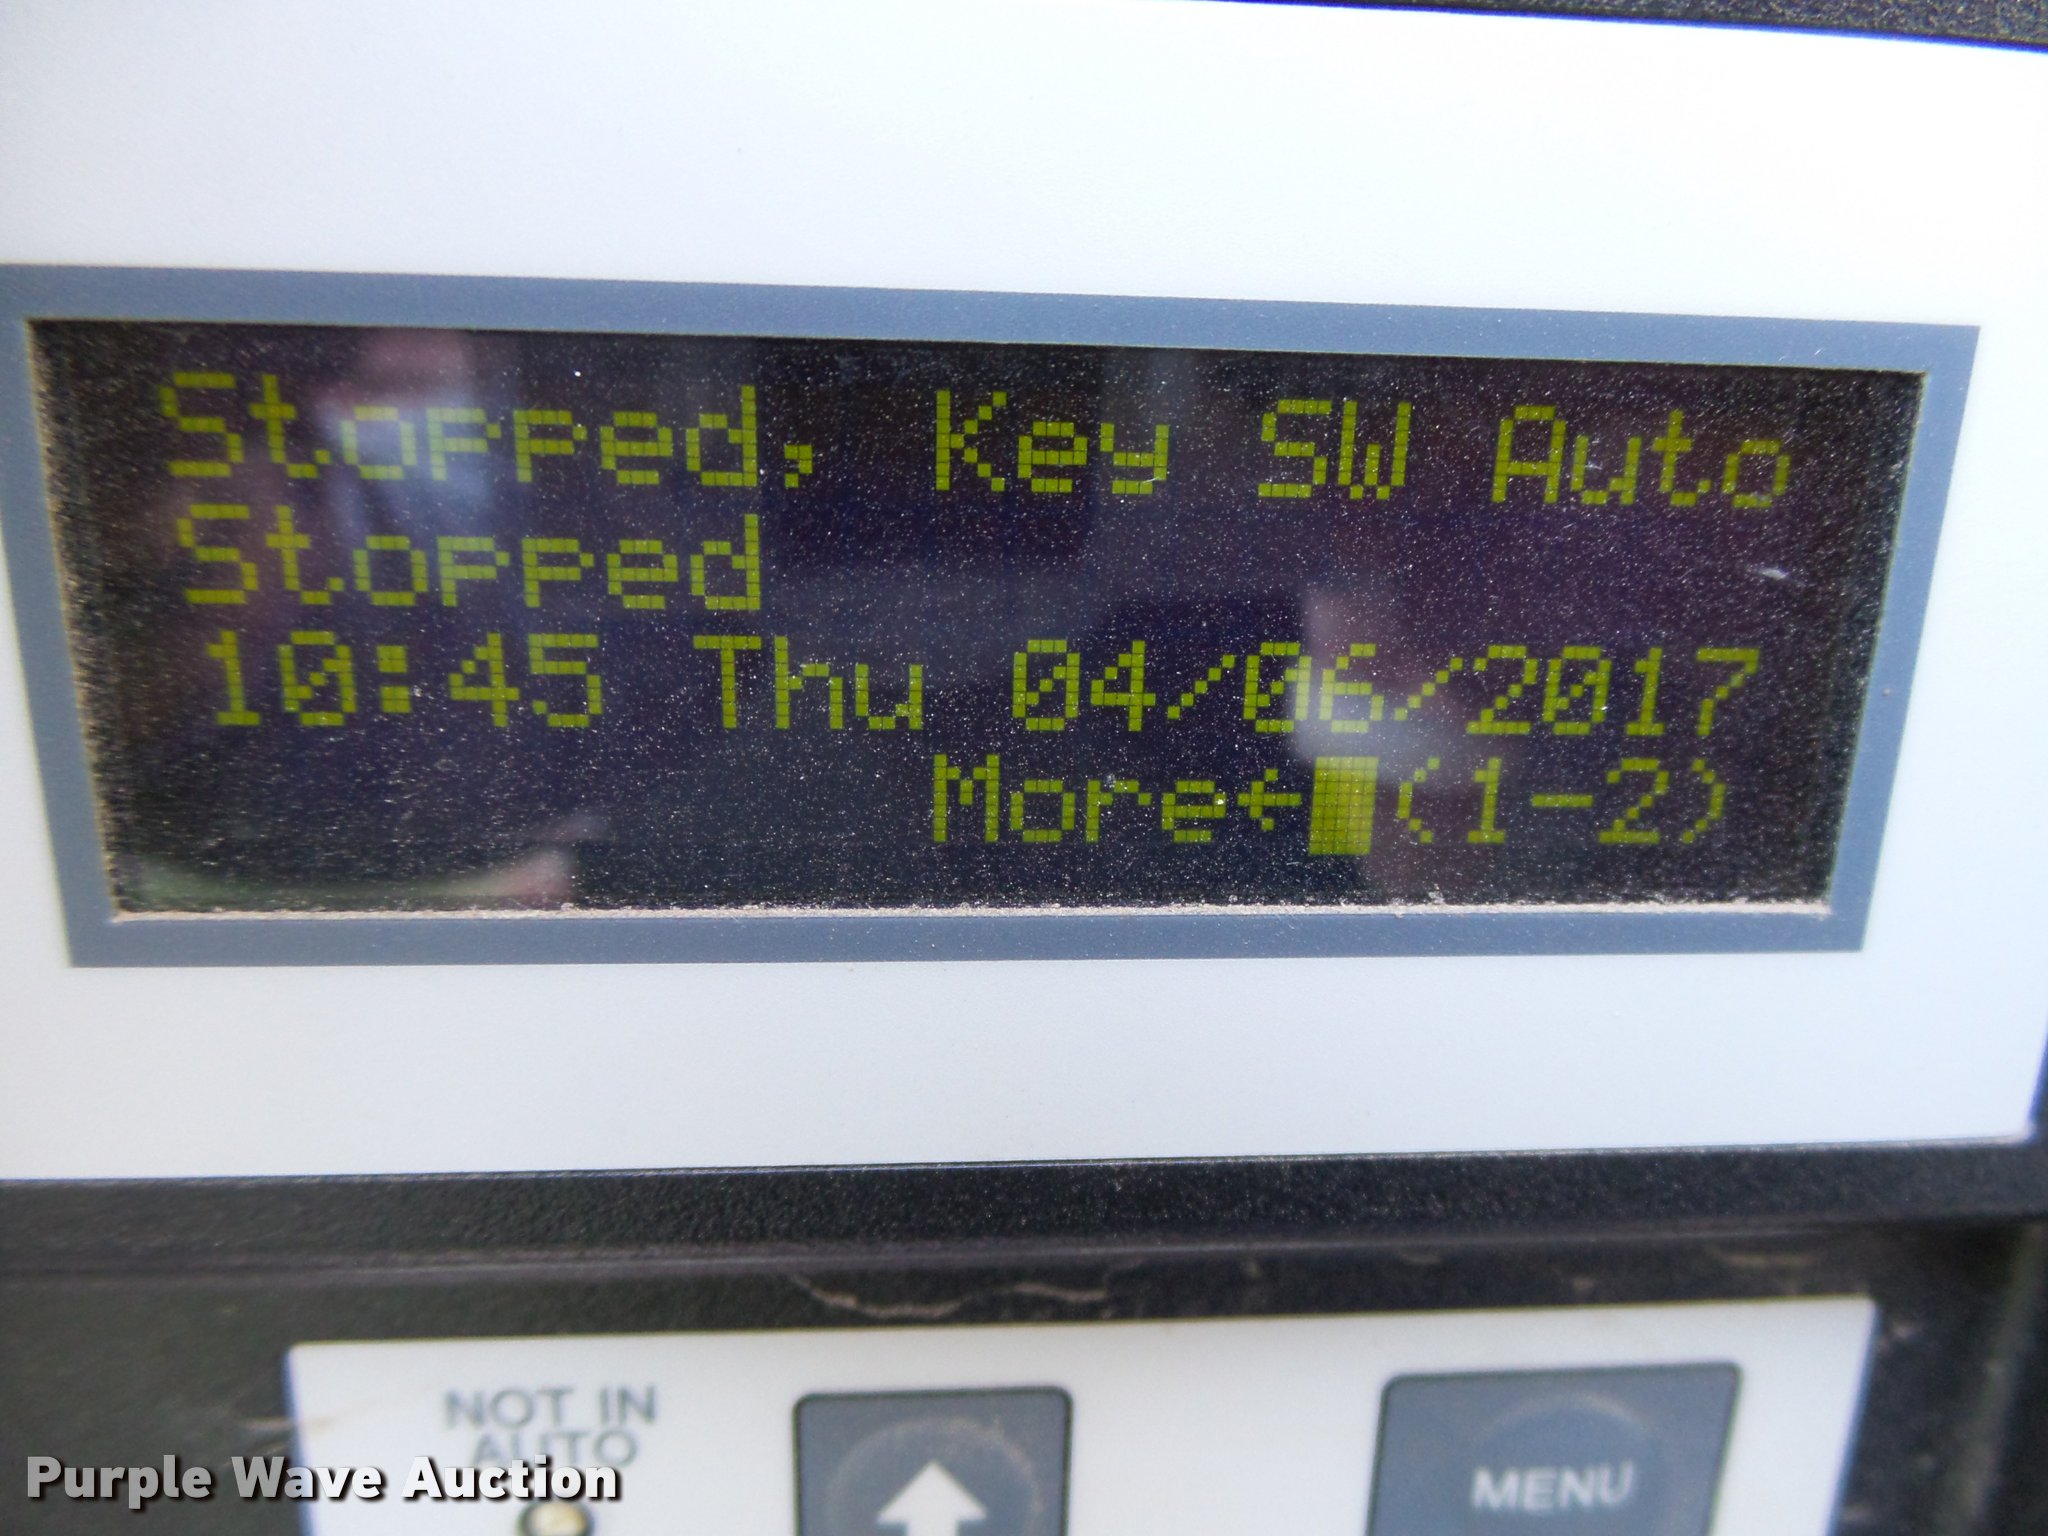 Stopped, Key SW Auto
Stopped
10:45 Thu 04/06/2017
More← (1-2)
NOT IN
AUTO
MENU
Purple Wave Auction